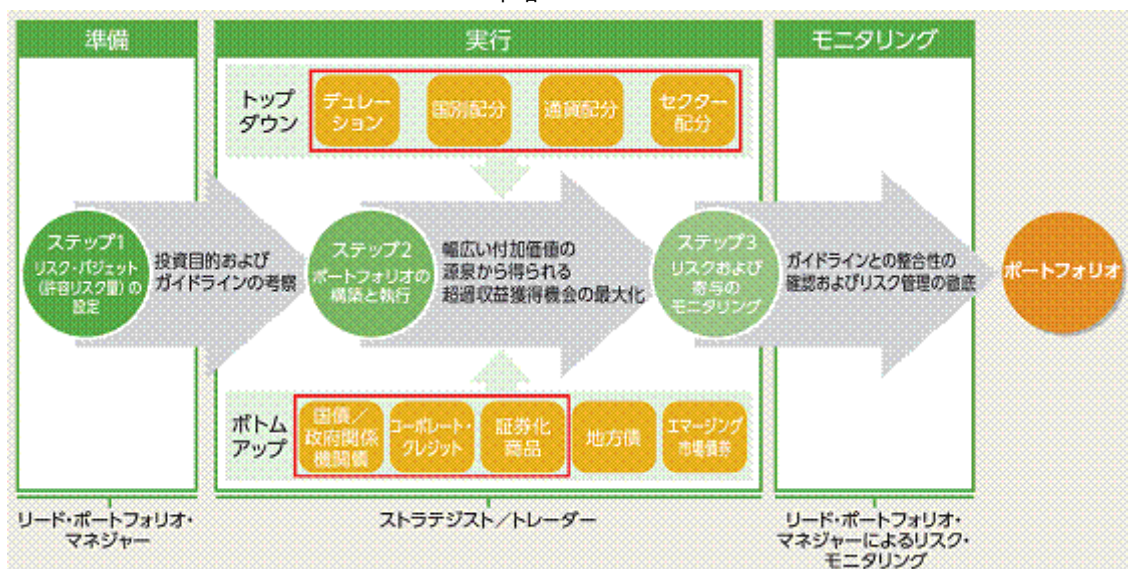 準備
実行
モニタリング
トップ
ダウン
デュレー
ション
国別配分
通貨配分
セクター
配分
ステップ1
リスク・バジェット
(許容リスク量)の
設定
投資目的および
ガイドラインの考察
ステップ2
ポートフォリオの
構築と執行
幅広い付加価値の
源泉から得られる
超過収益獲得機会の最大化
ステップ3
リスクおよび
寄与の
モニタリング
ガイドラインとの整合性の
確認およびリスク管理の徹底
ポートフォリオ
ボトム
アップ
国債/
政府関係
機関債
コーポレート・
クレジット
証券化
商品
地方債
エマージング
市場債券
リード・ポートフォリオ・
マネジャー
ストラテジスト/トレーダー
リード・ポートフォリオ・
マネジャーによるリスク・
モニタリング